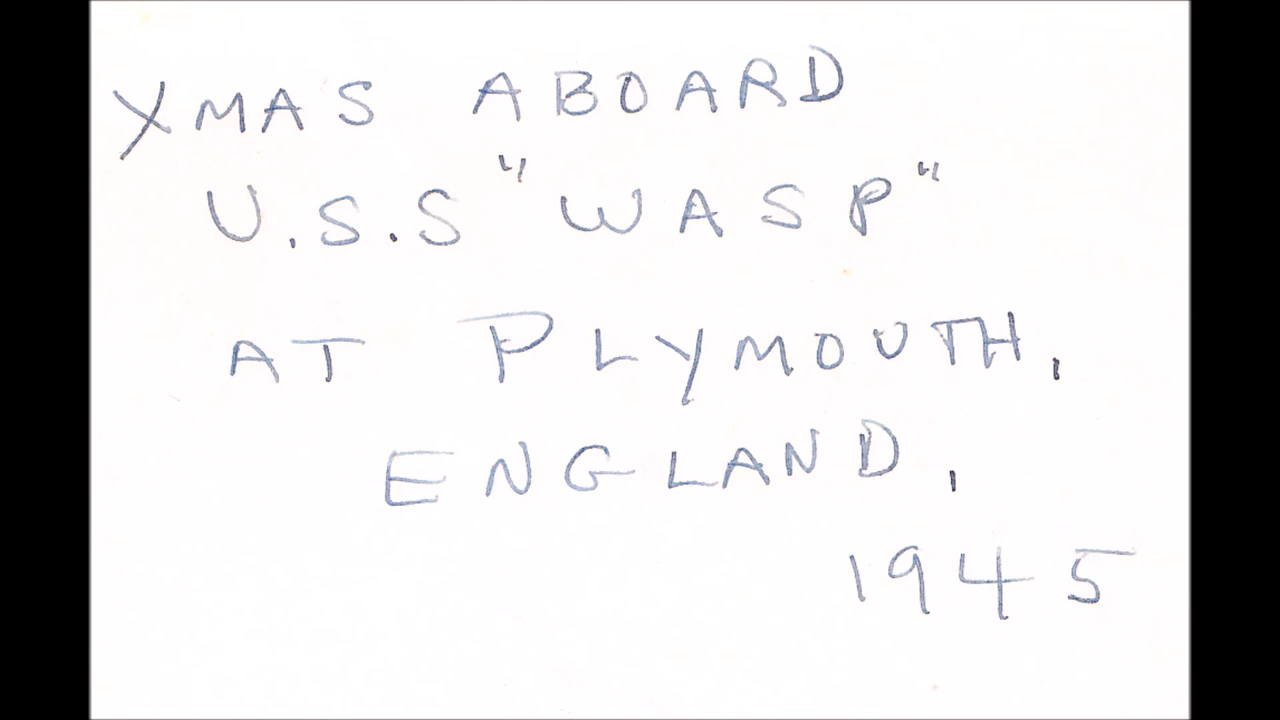 XMAS ABOARD
U.S.S "WASP"
AT PLYMOUTH,
ENGLAND,
1945